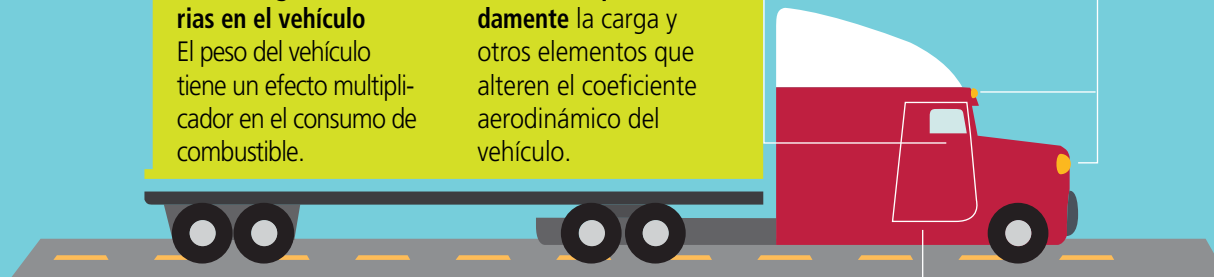 rias en el vehículo
El peso del vehículo
tiene un efecto multipli-
cador en el consumo de
combustible.
damente la carga y
otros elementos que
alteren el coeficiente
aerodinámico del
vehículo.